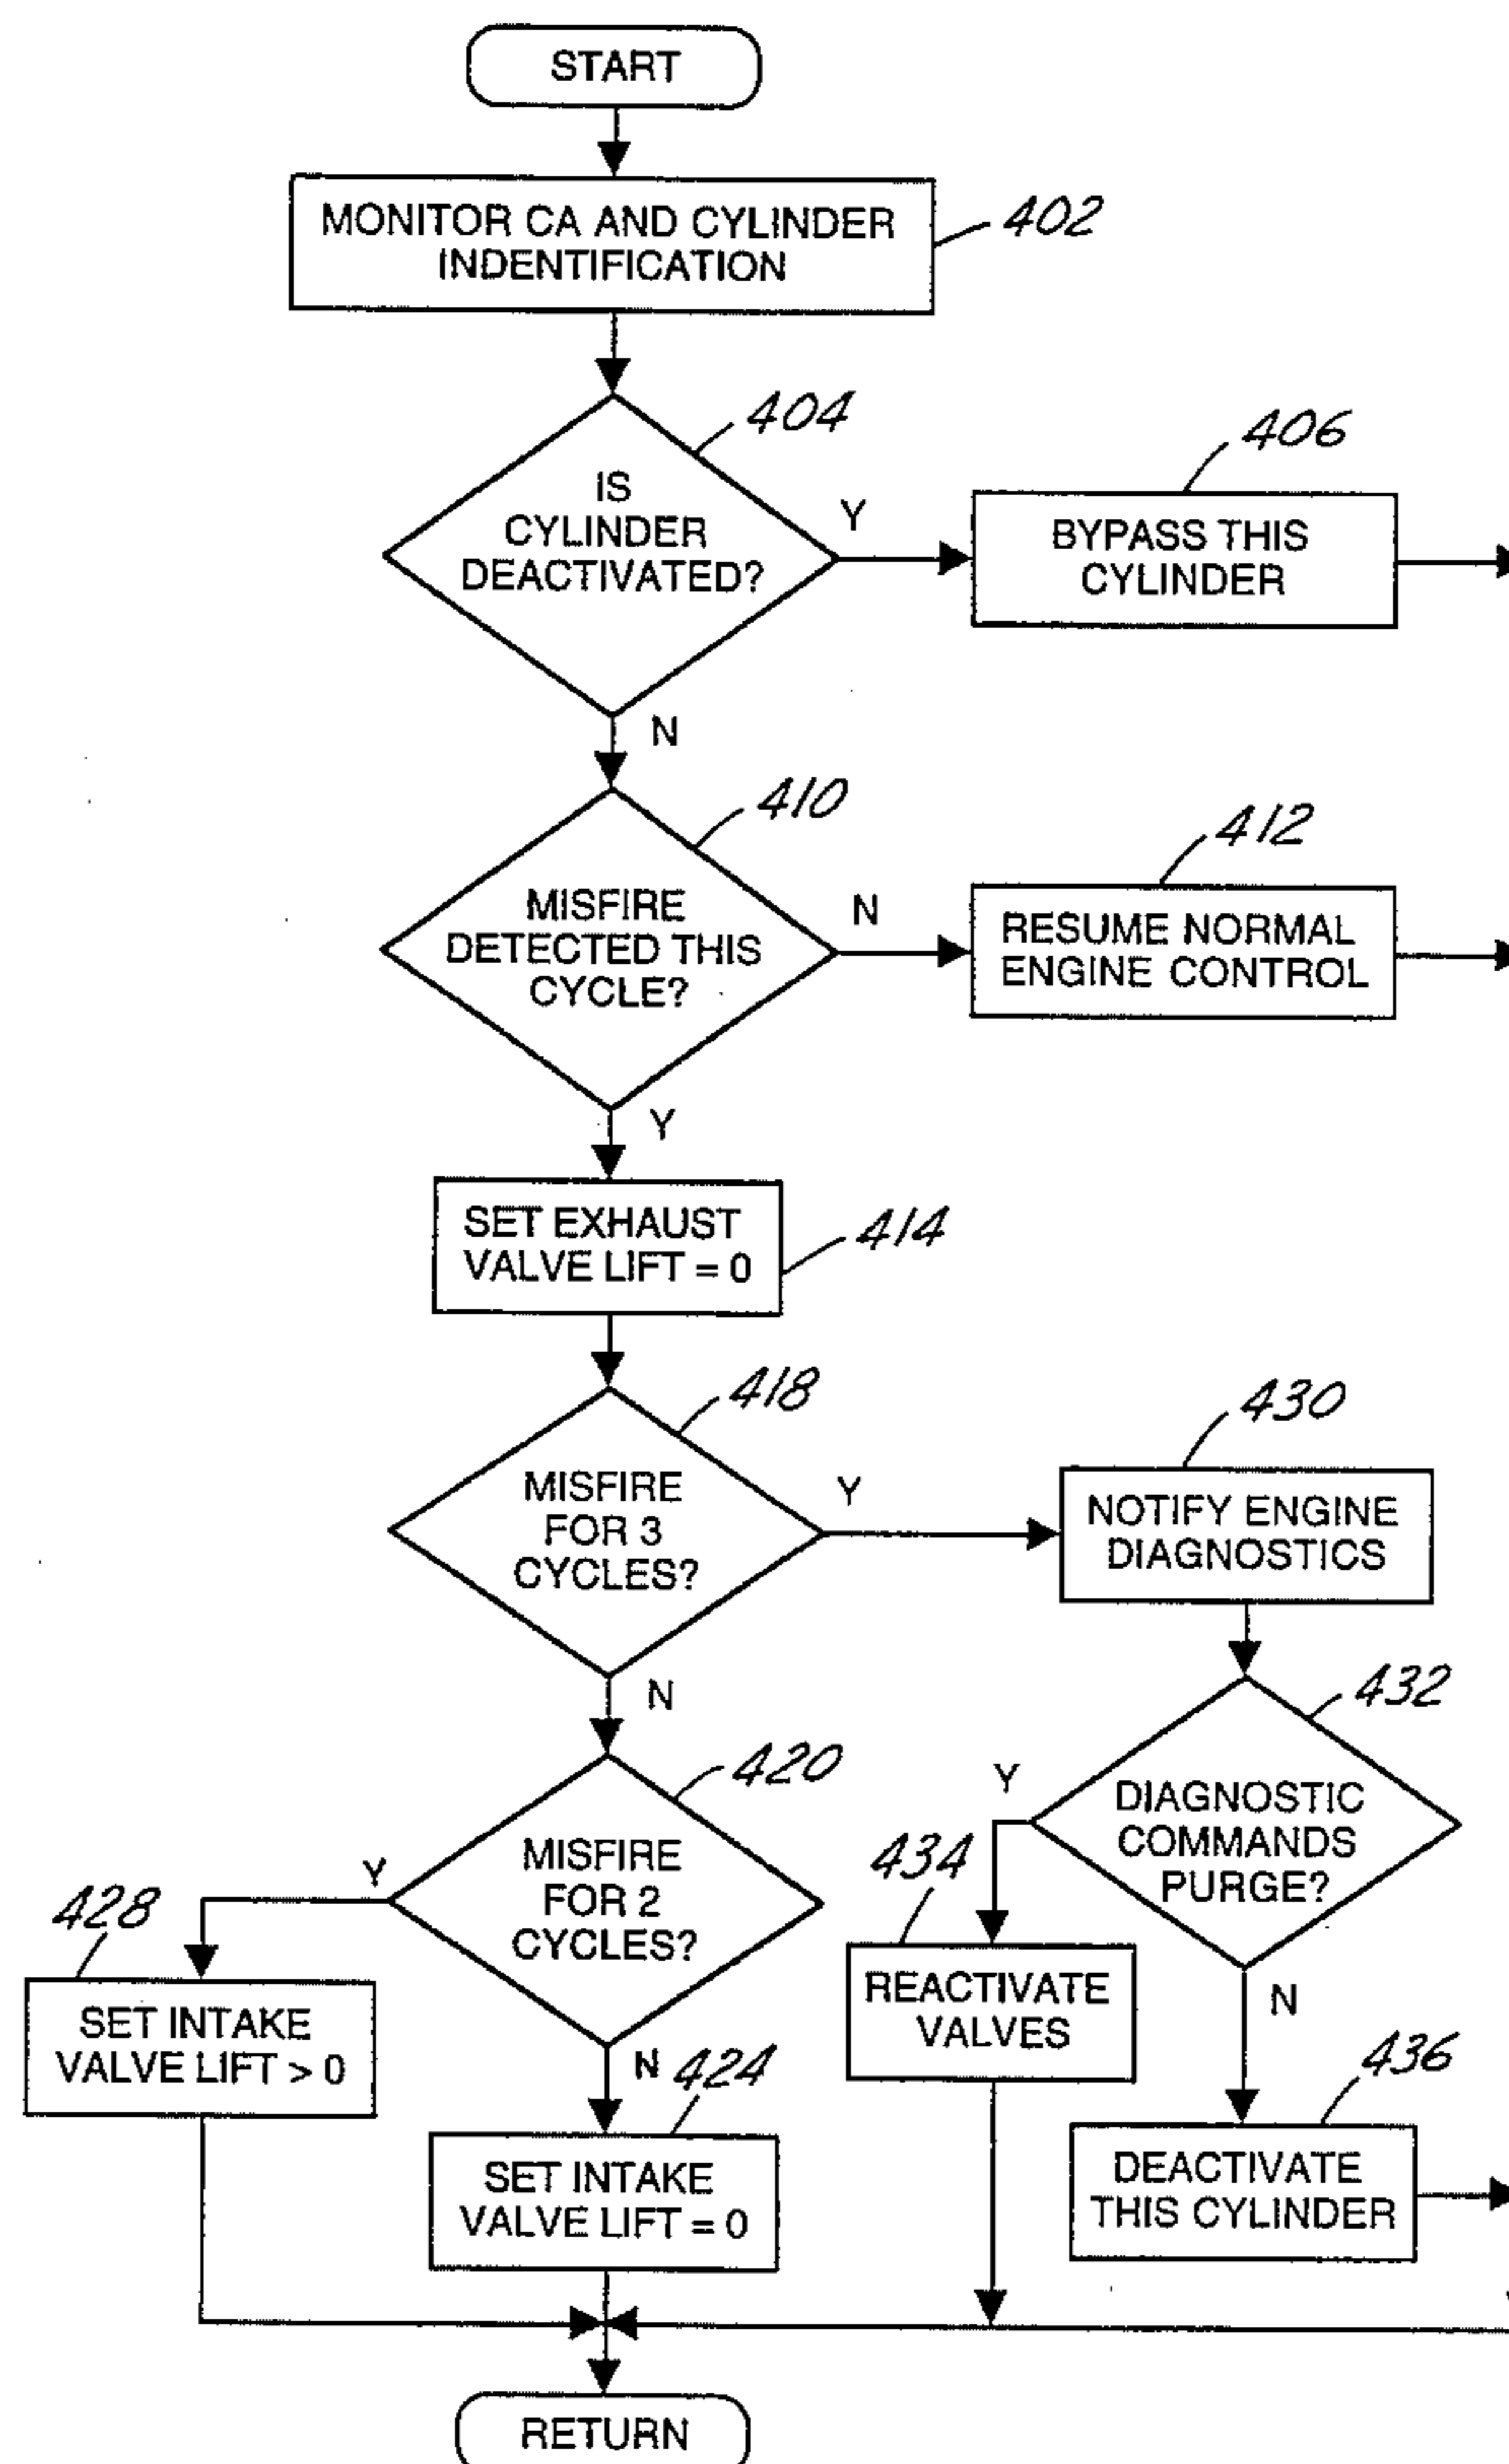 START
MONITOR CA AND CYLINDER
INDENTIFICATION
402
404
IS
CYLINDER
DEACTIVATED?
Y
406
BYPASS THIS
CYLINDER
N
410
MISFIRE
DETECTED THIS
CYCLE?
N
412
RESUME NORMAL
ENGINE CONTROL
Y
SET EXHAUST
VALVE LIFT = 0
414
418
MISFIRE
FOR 3
CYCLES?
Y
430
NOTIFY ENGINE
DIAGNOSTICS
N
432
DIAGNOSTIC
COMMANDS
PURGE?
Y
420
MISFIRE
FOR 2
CYCLES?
Y
434
REACTIVATE
VALVES
N
428
SET INTAKE
VALVE LIFT > 0
N
424
SET INTAKE
VALVE LIFT = 0
436
DEACTIVATE
THIS CYLINDER
RETURN